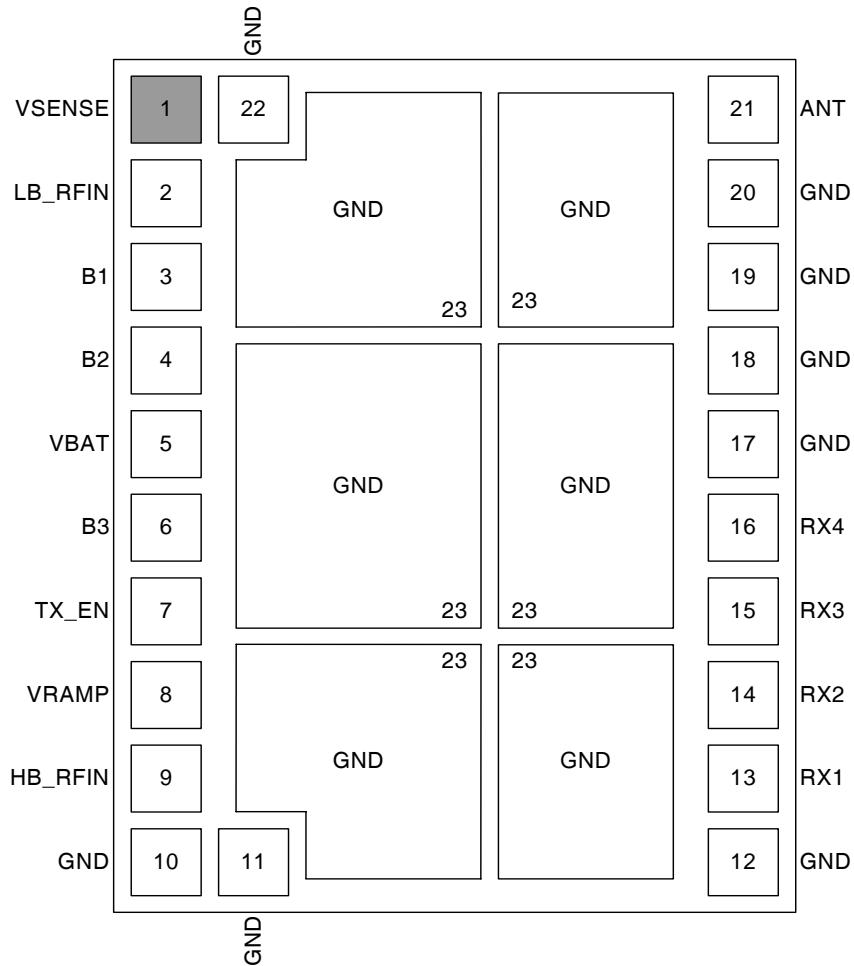 GND
VSENSE 1 22 21 ANT
LB_RFIN 2 GND GND 20 GND
B1 3 19 GND
23 23
B2 4 18 GND
VBAT 5 17 GND
GND GND
B3 6 16 RX4
TX_EN 7 23 23 15 RX3
23 23
VRAMP 8 14 RX2
HB_RFIN 9 GND GND 13 RX1
GND 10 11 12 GND
GND